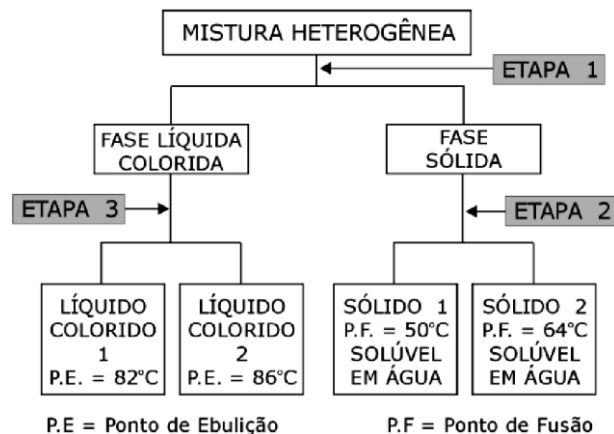 MISTURA HETEROGÊNEA
ETAPA 1
FASE LÍQUIDA
COLORIDA
FASE
SÓLIDA
ETAPA 3
ETAPA 2
LÍQUIDO
COLORIDO
1
P.E. = 82°C
LÍQUIDO
COLORIDO
2
P.E. = 86°C
SÓLIDO 1
P.F. = 50°C
SOLÚVEL
EM ÁGUA
SÓLIDO 2
P.F. = 64°C
SOLÚVEL
EM ÁGUA
P.E = Ponto de Ebulição
P.F = Ponto de Fusão